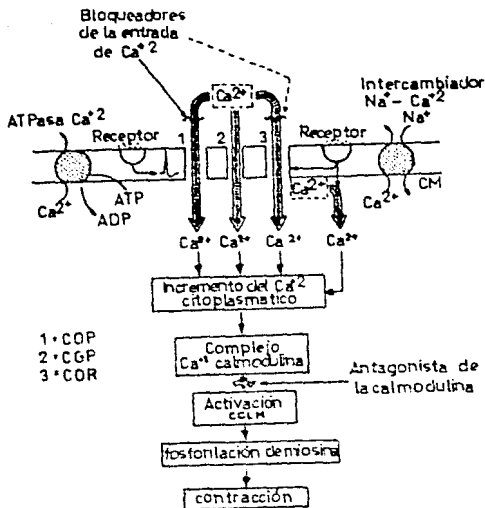 Bloqueadores
de la entrada
de Ca+2
Ca2+
Intercambiador
Na+ - Ca+2
Na+
ATPasa Ca+2
Receptor
1
2
3
Receptor
Ca2+
ATP
ADP
Ca2+
Ca2+
CM
Ca2+
Ca2+
Ca2+
Ca2+
Incremento del Ca+2
citoplasmático
1 = COP
2 = CGP
3 = COR
Complejo
Ca+2 calmodulina
Antagonista de
la calmodulina
Activación
CCLM
fosforilación de miosina
contracción